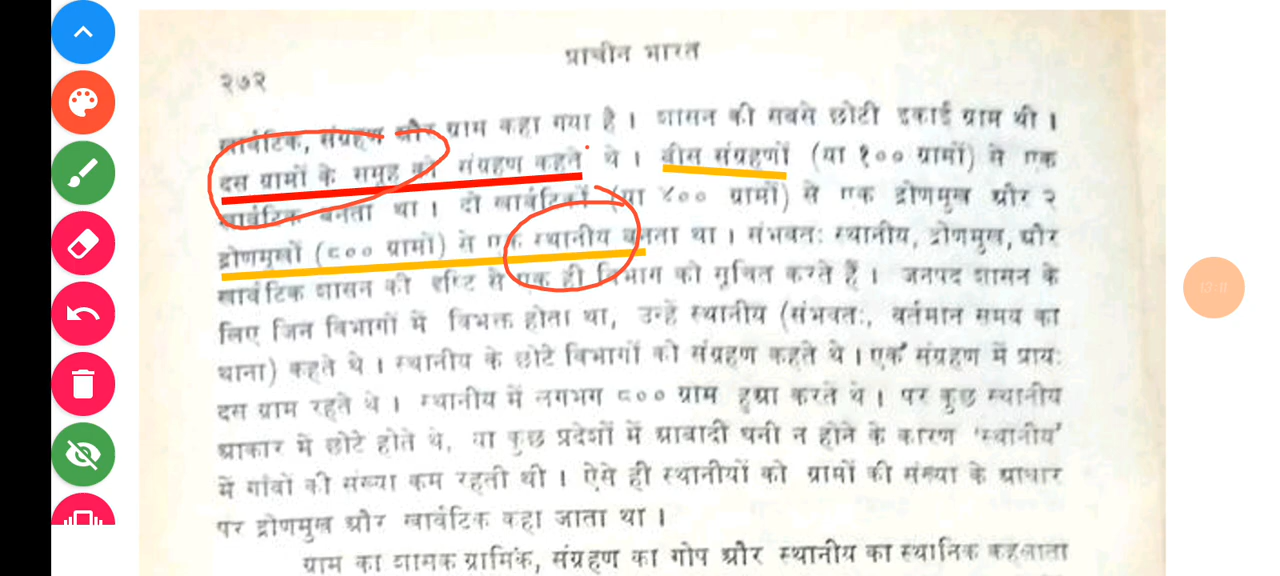 प्राचीन भारत
२७२
खार्वटिक, संग्रहण और ग्राम कहा गया है । शासन की सबसे छोटी इकाई ग्राम थी ।
दस ग्रामों के समूह को संग्रहण कहते थे । बीस संग्रहणों (या १०० ग्रामों) से एक
खार्वटिक बनता था । दो खार्वटिकों (या ४०० ग्रामों) से एक द्रोणमुख और २
द्रोणमुखों (८०० ग्रामों) से एक स्थानीय बनता था । संभवतः स्थानीय, द्रोणमुख, और
खार्वटिक शासन की दृष्टि से एक ही विभाग को सूचित करते हैं । जनपद शासन के
लिए जिन विभागों में विभक्त होता था, उन्हें स्थानीय (संभवतः, वर्तमान समय का
थाना) कहते थे । स्थानीय के छोटे विभागों को संग्रहण कहते थे । एक संग्रहण में प्रायः
दस ग्राम रहते थे । स्थानीय में लगभग ८०० ग्राम हुआ करते थे । पर कुछ स्थानीय
आकार में छोटे होते थे, या कुछ प्रदेशों में आबादी घनी न होने के कारण 'स्थानीय'
में गांवों की संख्या कम रहती थी । ऐसे ही स्थानीयों को ग्रामों की संख्या के आधार
पर द्रोणमुख और खार्वटिक कहा जाता था ।
ग्राम का शासक ग्रामिक, संग्रहण का गोप और स्थानीय का स्थानिक कहलाता